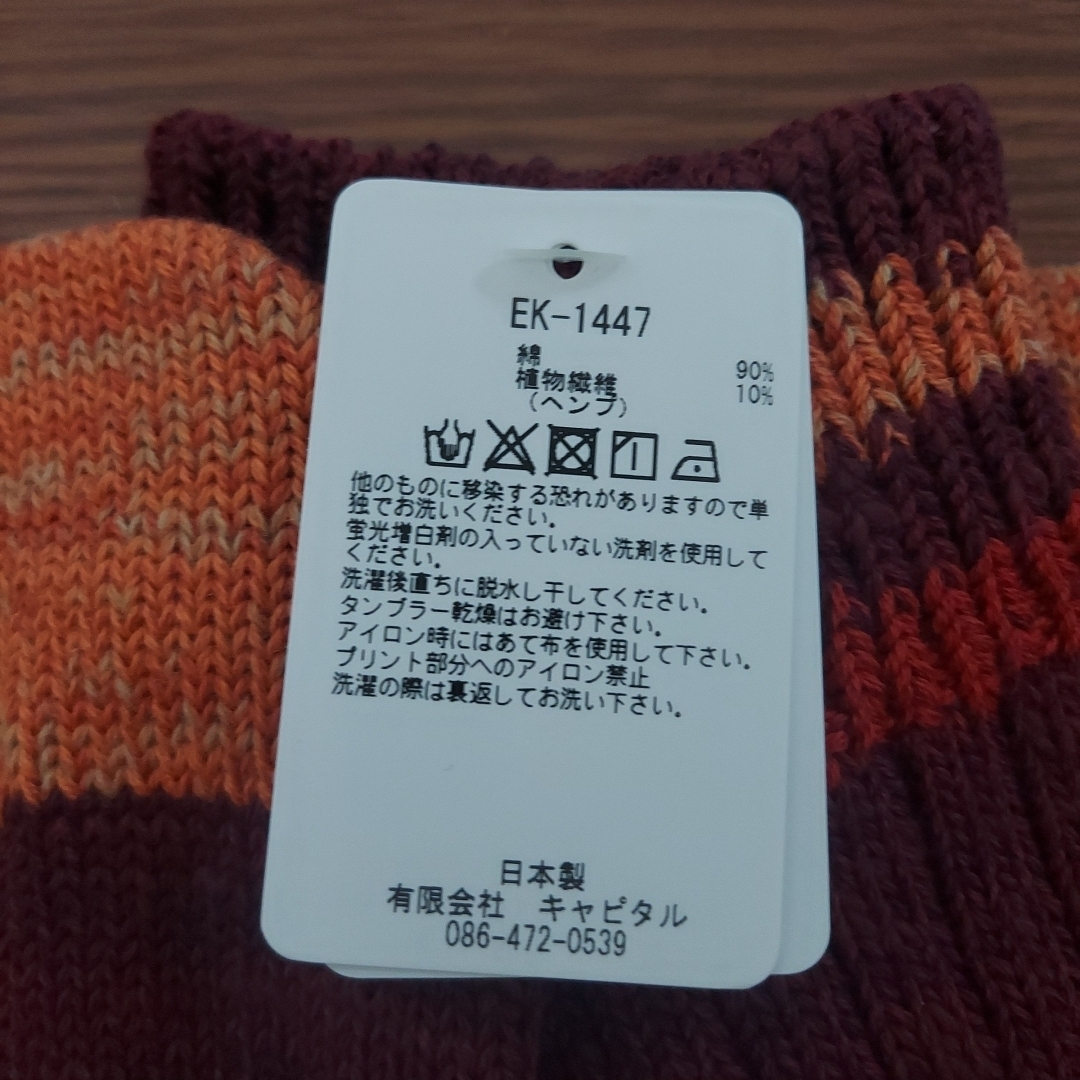 EK-1447
綿 90%
植物繊維 10%
(ヘンプ)
他のものに移染する恐れがありますので単
独でお洗いください。
蛍光増白剤の入っていない洗剤を使用して
ください。
洗濯後直ちに脱水し干してください。
タンブラー乾燥はお避け下さい。
アイロン時にはあて布を使用して下さい。
プリント部分へのアイロン禁止
洗濯の際は裏返してお洗い下さい。
日本製
有限会社　キャピタル
086-472-0539